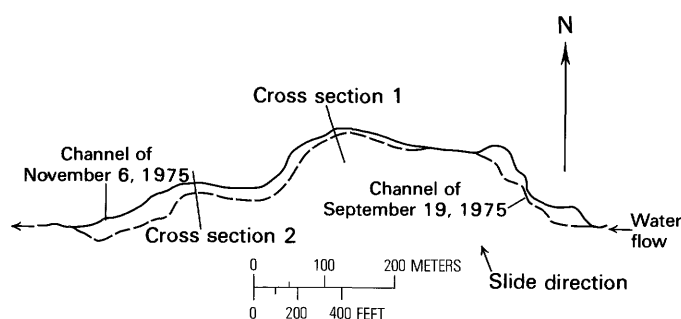 N
Cross section 1
Channel of
November 6, 1975
Channel of
September 19, 1975
Water
flow
Cross section 2
Slide direction
0 100 200 METERS
0 200 400 FEET